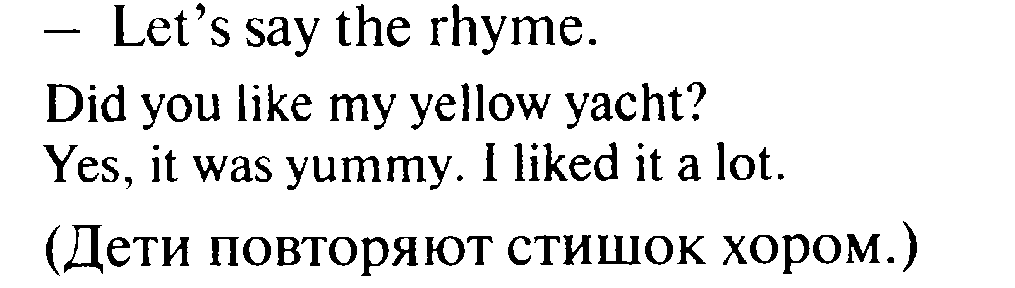 — Let's say the rhyme.
Did you like my yellow yacht?
Yes, it was yummy. I liked it a lot.
(Дети повторяют стишок хором.)